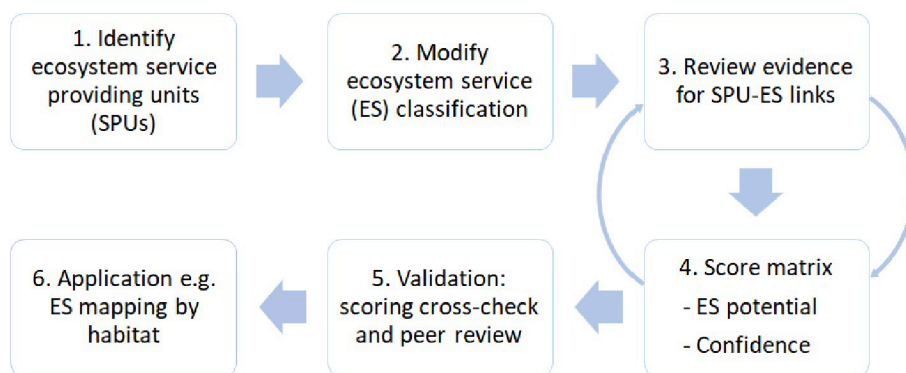 1. Identify
ecosystem service
providing units
(SPUs)
2. Modify
ecosystem service
(ES) classification
3. Review evidence
for SPU-ES links
4. Score matrix
- ES potential
- Confidence
5. Validation:
scoring cross-check
and peer review
6. Application e.g.
ES mapping by
habitat